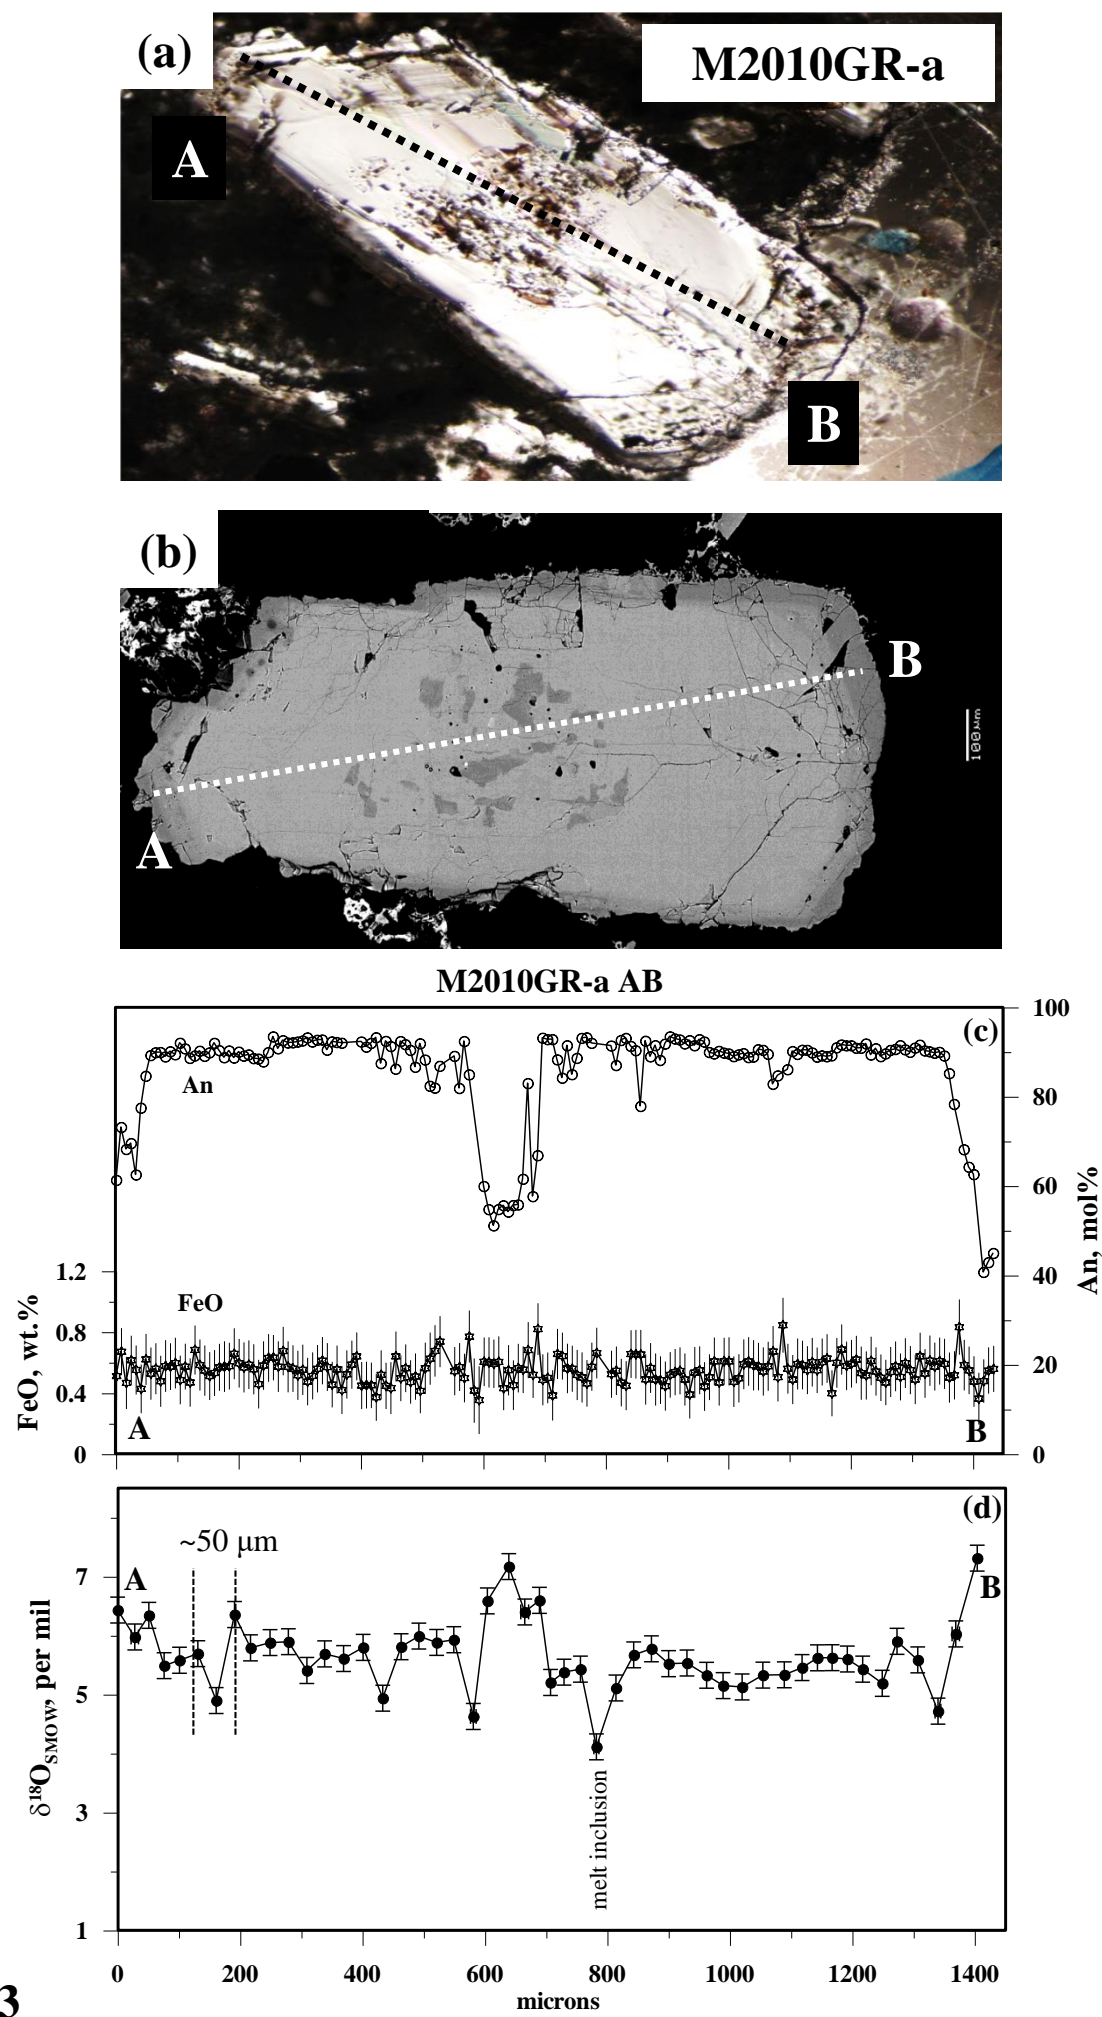 (a)
M2010GR-a
A
B
(b)
B
A
100µm
M2010GR-a AB
(c)
100
An
80
60
1.2
40
FeO
0.8
20
0.4
A
B
0
0
FeO, wt.%
An, mol%
(d)
~50 µm
7
A
B
5
3
1
melt inclusion
δ¹⁸O_SMOW, per mil
0
200
400
600
800
1000
1200
1400
microns
3